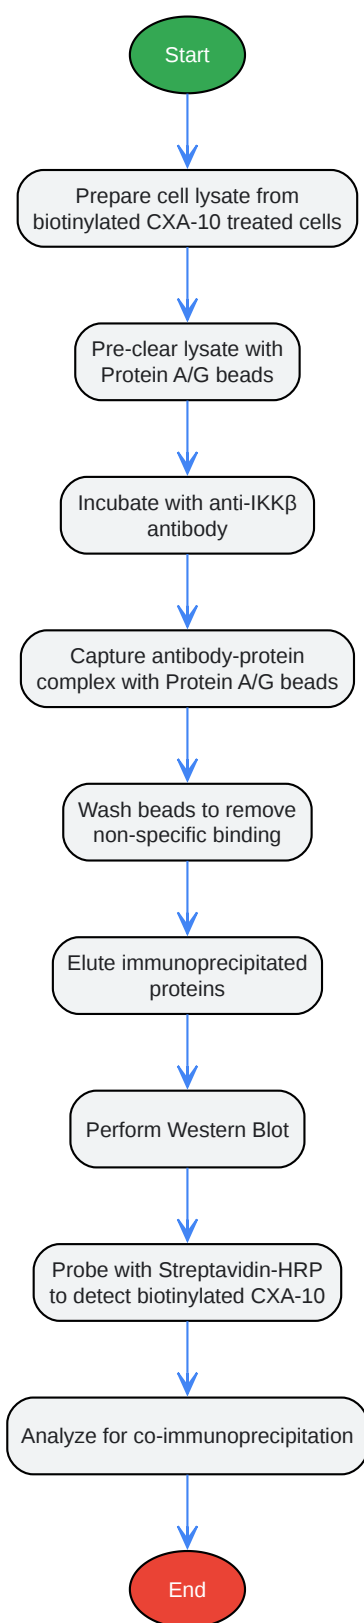 Start
Prepare cell lysate from
biotinylated CXA-10 treated cells
Pre-clear lysate with
Protein A/G beads
Incubate with anti-IKKβ
antibody
Capture antibody-protein
complex with Protein A/G beads
Wash beads to remove
non-specific binding
Elute immunoprecipitated
proteins
Perform Western Blot
Probe with Streptavidin-HRP
to detect biotinylated CXA-10
Analyze for co-immunoprecipitation
End